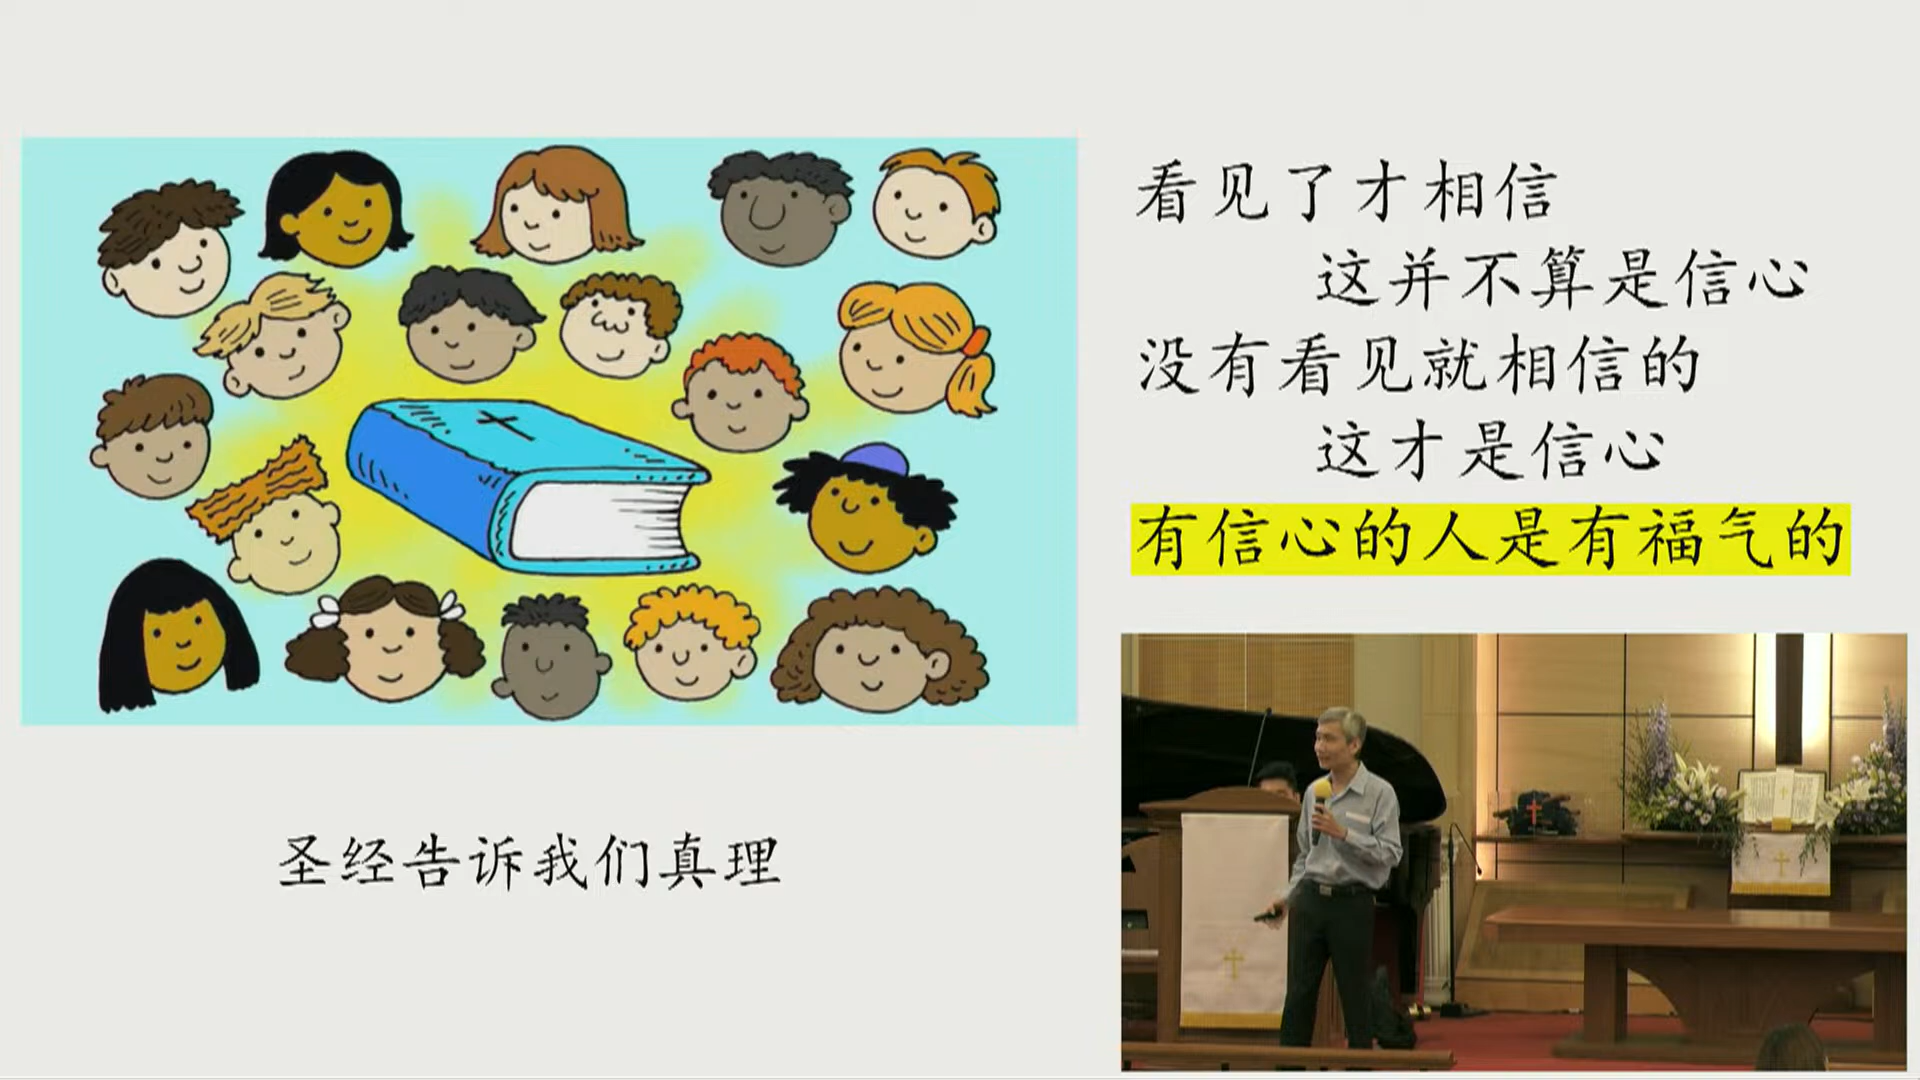 看见了才相信
这并不算是信心
没有看见就相信的
这才是信心
有信心的人是有福气的
圣经告诉我们真理